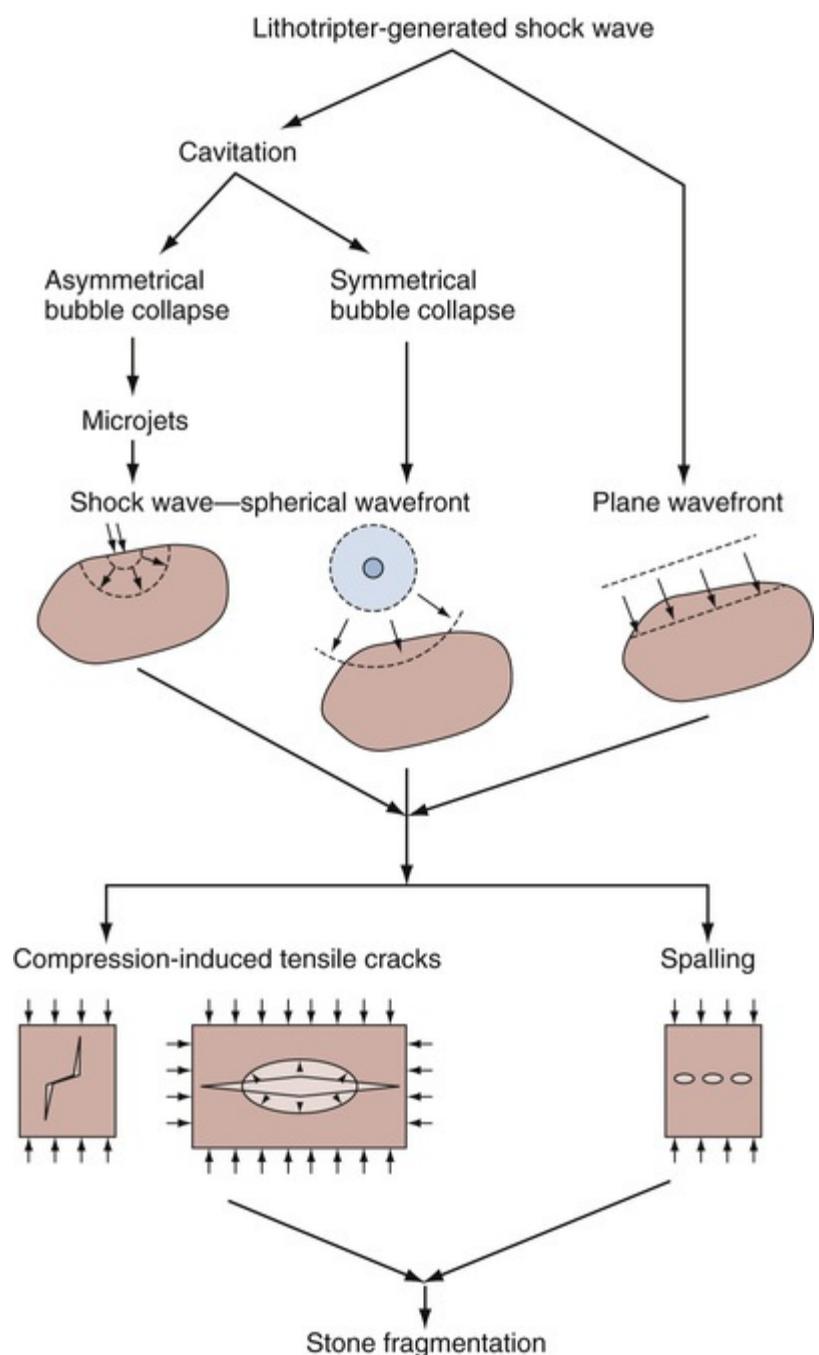 Lithotripter-generated shock wave
Cavitation
Asymmetrical
bubble collapse
Symmetrical
bubble collapse
Microjets
Shock wave—spherical wavefront
Plane wavefront
Compression-induced tensile cracks
Spalling
Stone fragmentation